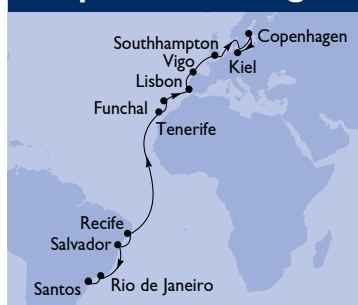 Southhampton
Copenhagen
Vigo
Kiel
Lisbon
Funchal
Tenerife
Recife
Salvador
Santos
Rio de Janeiro